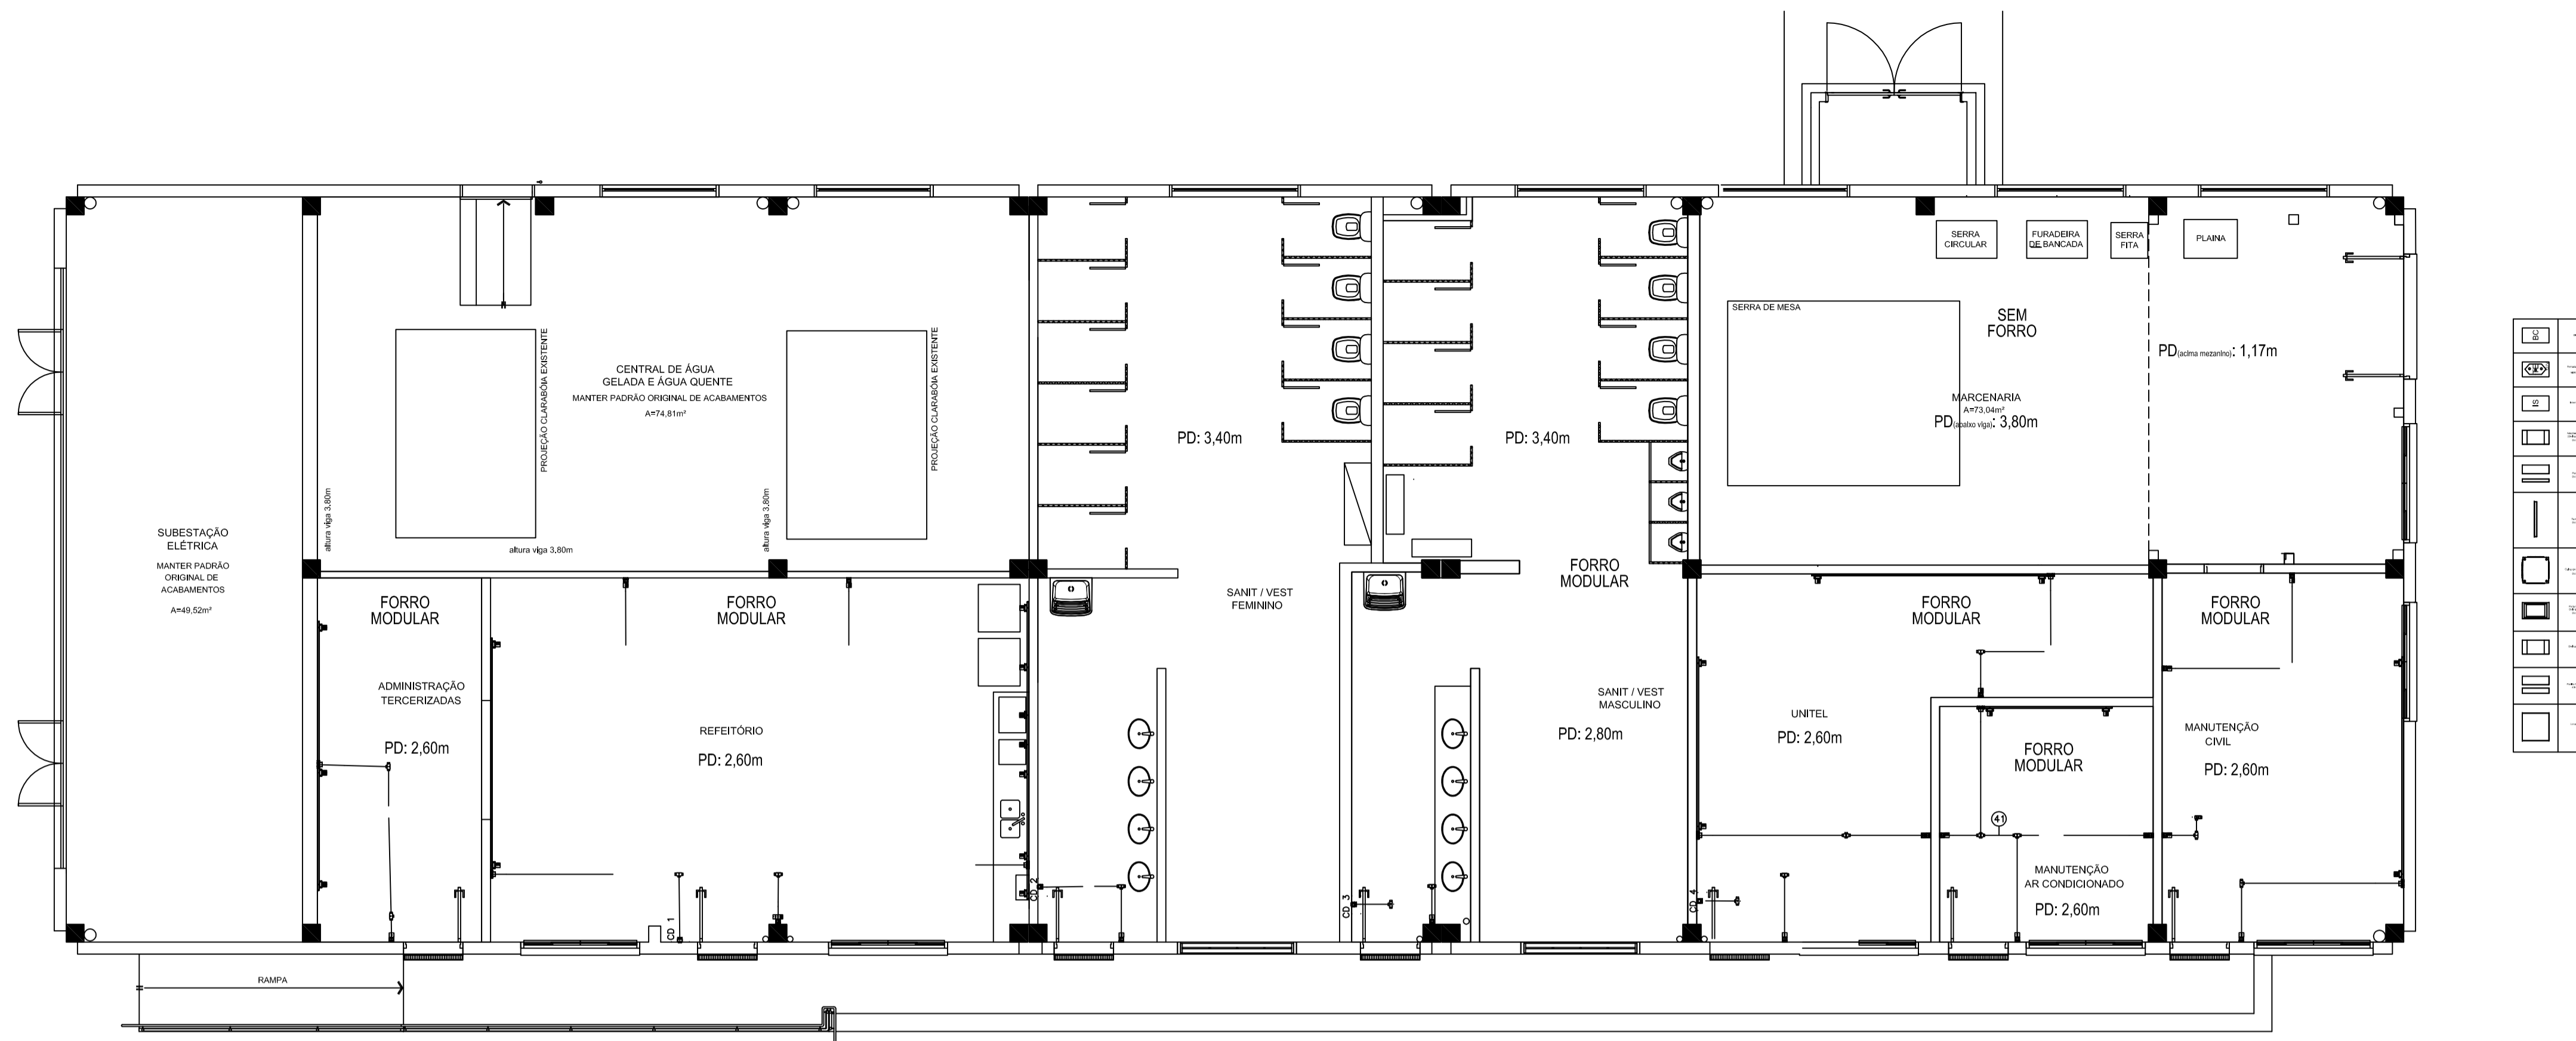 SUBESTAÇÃO
ELÉTRICA
MANTER PADRÃO
ORIGINAL DE
ACABAMENTOS
A=49,52m²
altura viga 3,80m
PROJEÇÃO CLARABÓIA EXISTENTE
CENTRAL DE ÁGUA
GELADA E ÁGUA QUENTE
MANTER PADRÃO ORIGINAL DE ACABAMENTOS
A=74,81m²
PROJEÇÃO CLARABÓIA EXISTENTE
altura viga 3,80m
altura viga 3,80m
FORRO
MODULAR
ADMINISTRAÇÃO
TERCERIZADAS
PD: 2,60m
FORRO
MODULAR
REFEITÓRIO
PD: 2,60m
CD 1
CD 2
PD: 3,40m
SANIT / VEST
FEMININO
CD 3
PD: 3,40m
FORRO
MODULAR
SANIT / VEST
MASCULINO
PD: 2,80m
CD 4
SERRA
CIRCULAR
FURADEIRA
DE BANCADA
SERRA
FITA
PLAINA
SERRA DE MESA
SEM
FORRO
PD(acima mezanino): 1,17m
MARCENARIA
A=73,04m²
PD(abaixo viga): 3,80m
FORRO
MODULAR
UNITEL
PD: 2,60m
FORRO
MODULAR
41
MANUTENÇÃO
AR CONDICIONADO
PD: 2,60m
FORRO
MODULAR
MANUTENÇÃO
CIVIL
PD: 2,60m
RAMPA
BC
IS